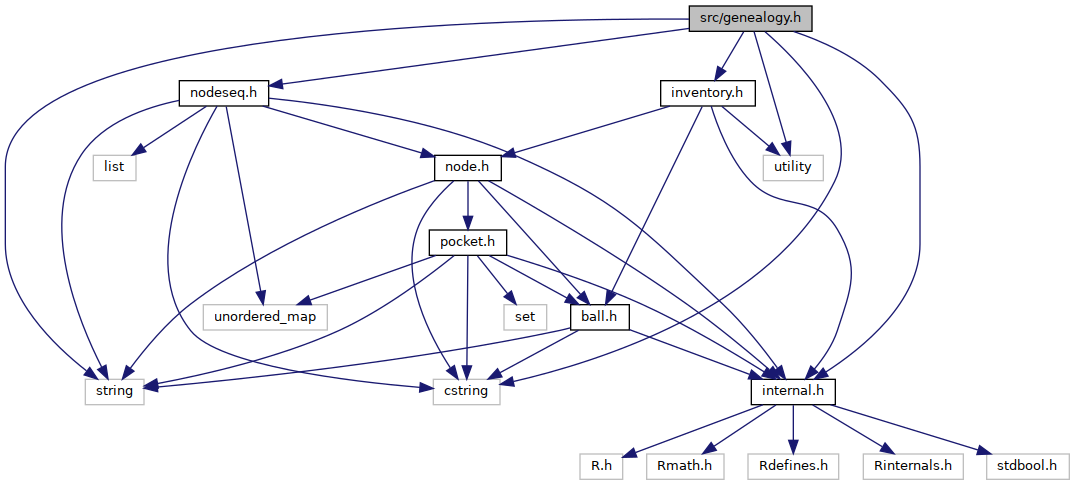 src/genealogy.h
nodeseq.h
inventory.h
list
node.h
utility
pocket.h
unordered_map
set
ball.h
string
cstring
internal.h
R.h
Rmath.h
Rdefines.h
Rinternals.h
stdbool.h